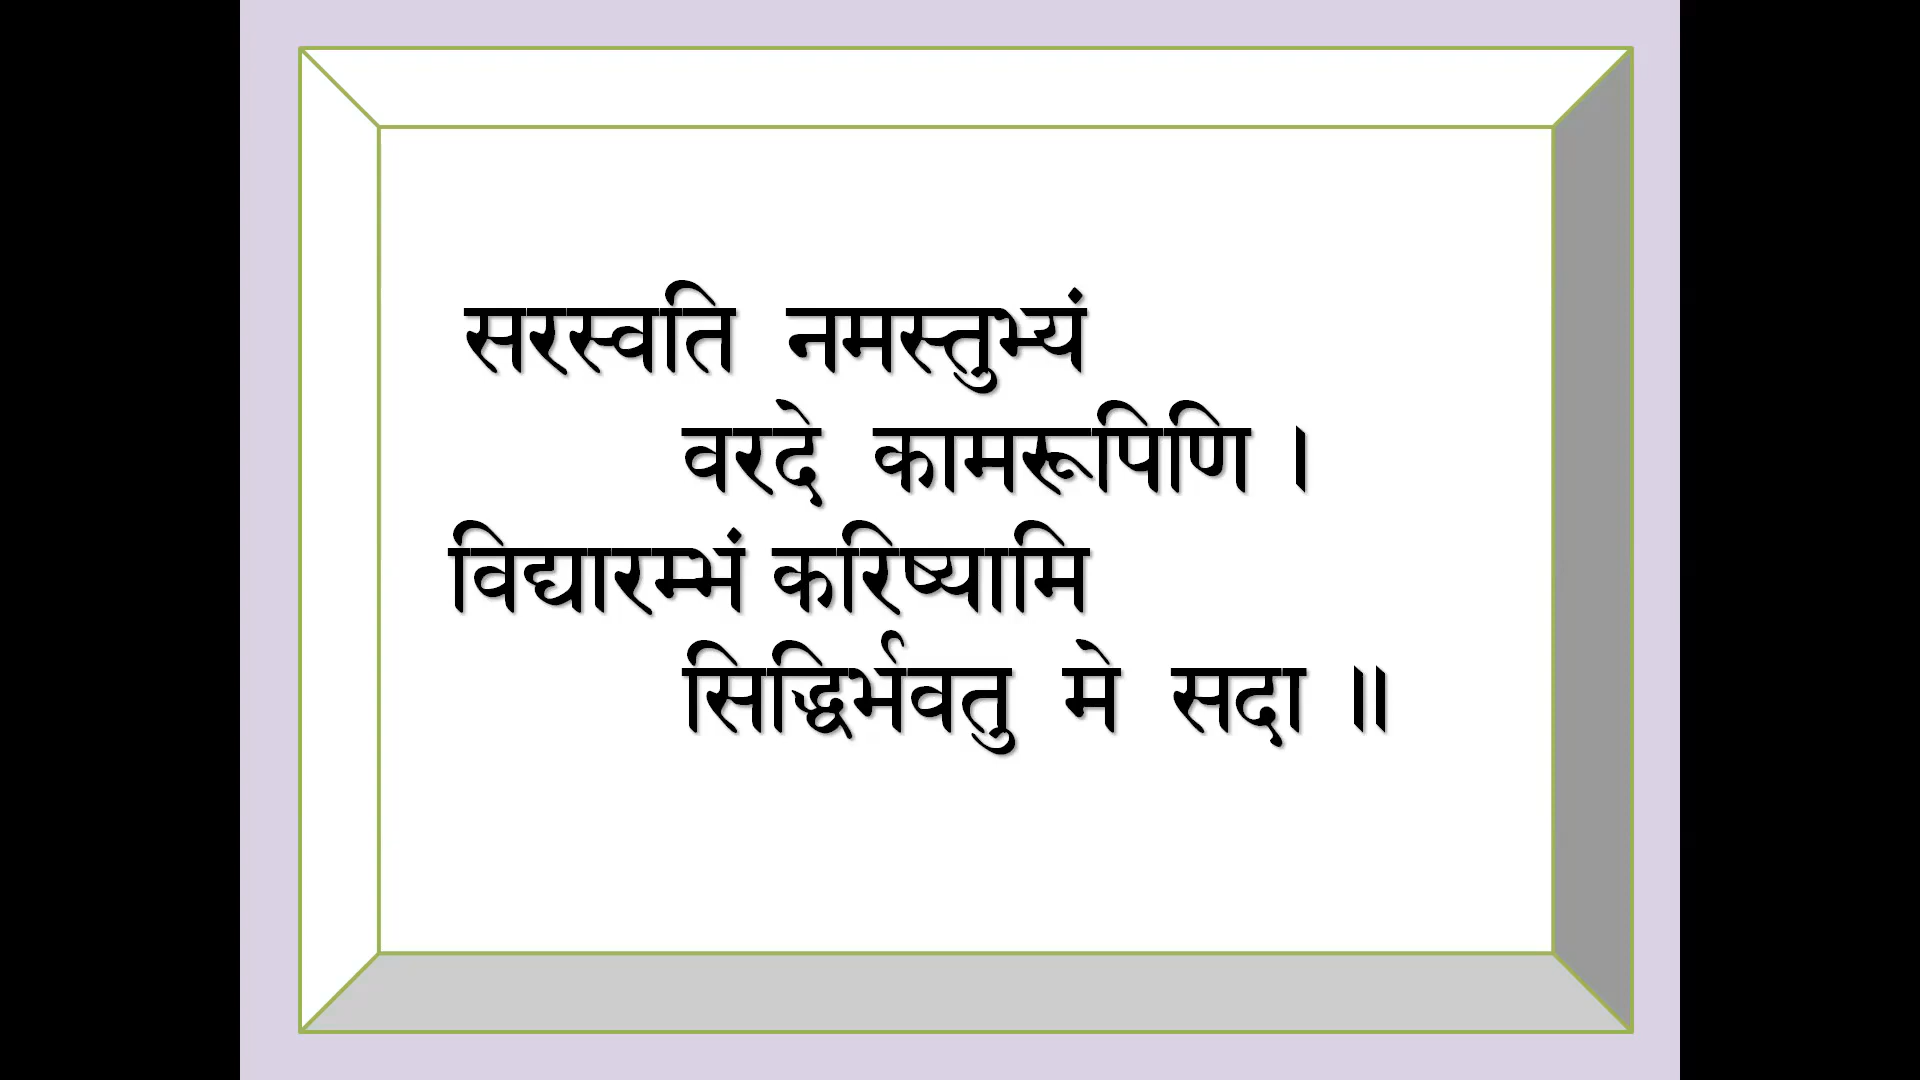 सरस्वति नमस्तुभ्यं
वरदे कामरूपिणि ।
विद्यारम्भं करिष्यामि
सिद्धिर्भवतु मे सदा ॥